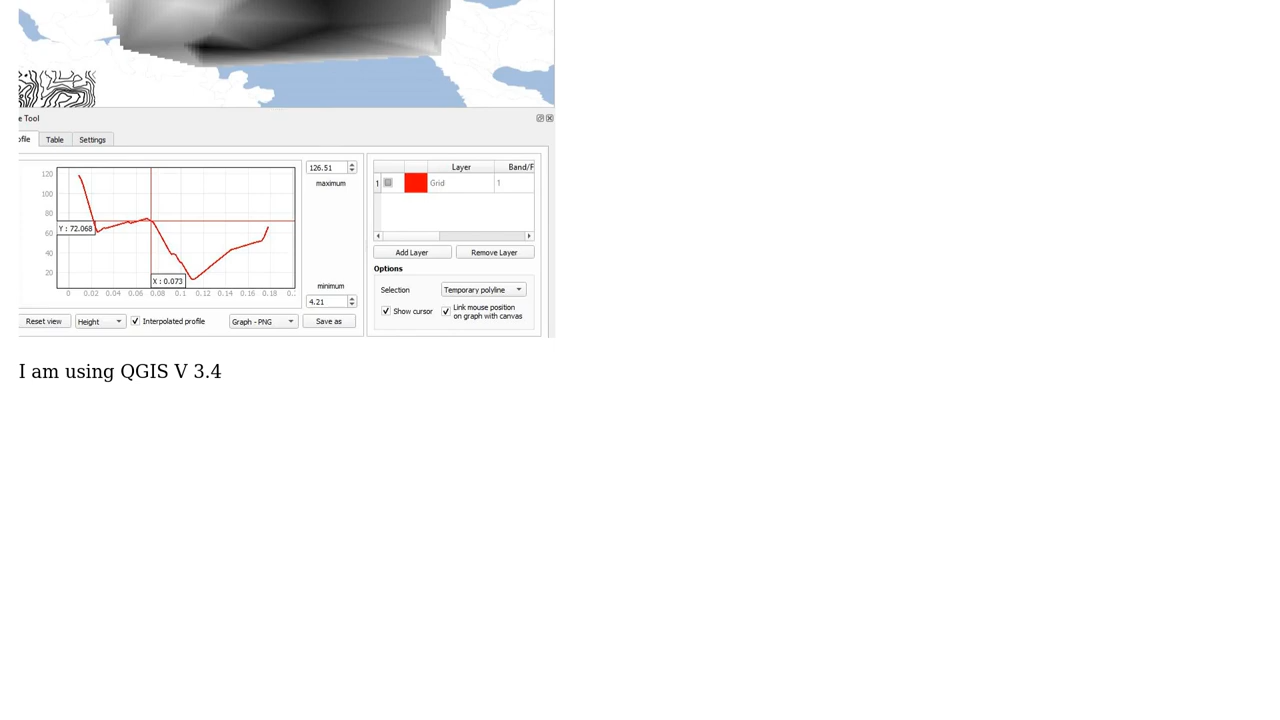 e Tool
ofile Table Settings
120
100
80
60
40
20
Y : 72.068
X : 0.073
0 0.02 0.04 0.06 0.08 0.1 0.12 0.14 0.16 0.18 0..
126.51
maximum
minimum
4.21
Reset view Height Interpolated profile Graph - PNG Save as
Layer Band/F
1 Grid 1
Add Layer Remove Layer
Options
Selection Temporary polyline
Show cursor Link mouse position
on graph with canvas
I am using QGIS V 3.4